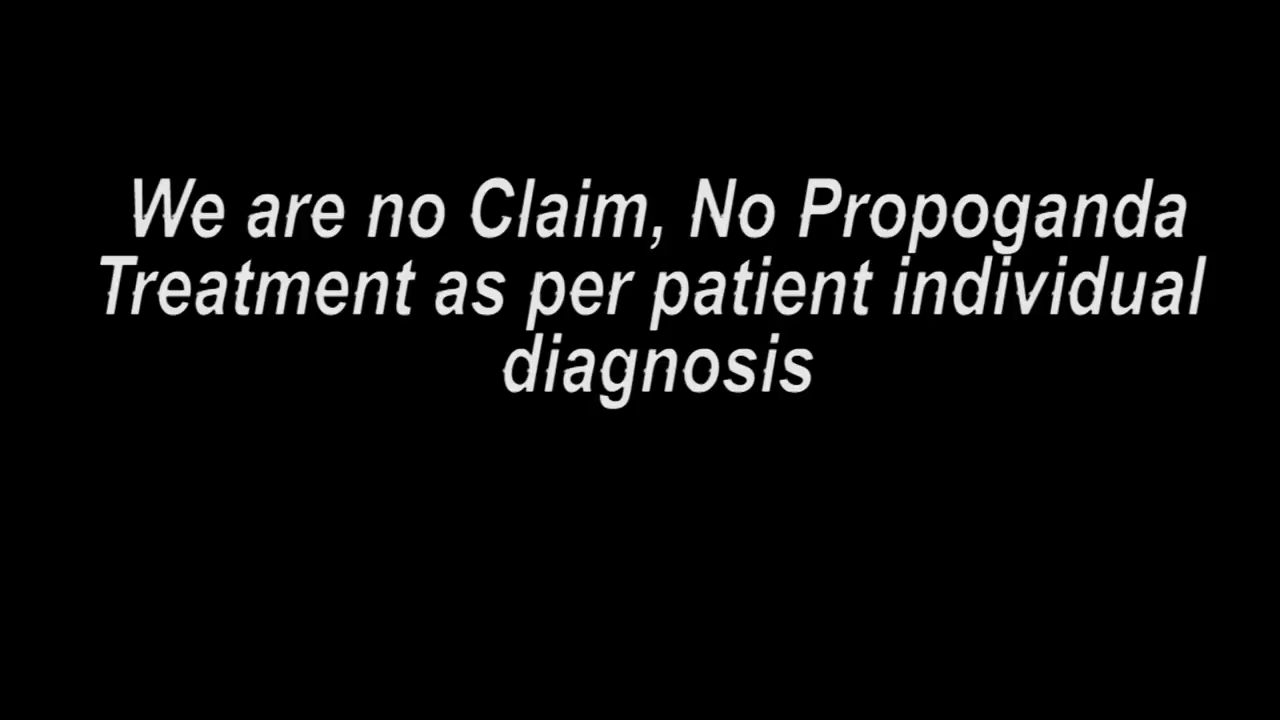 We are no Claim, No Propoganda
Treatment as per patient individual
diagnosis